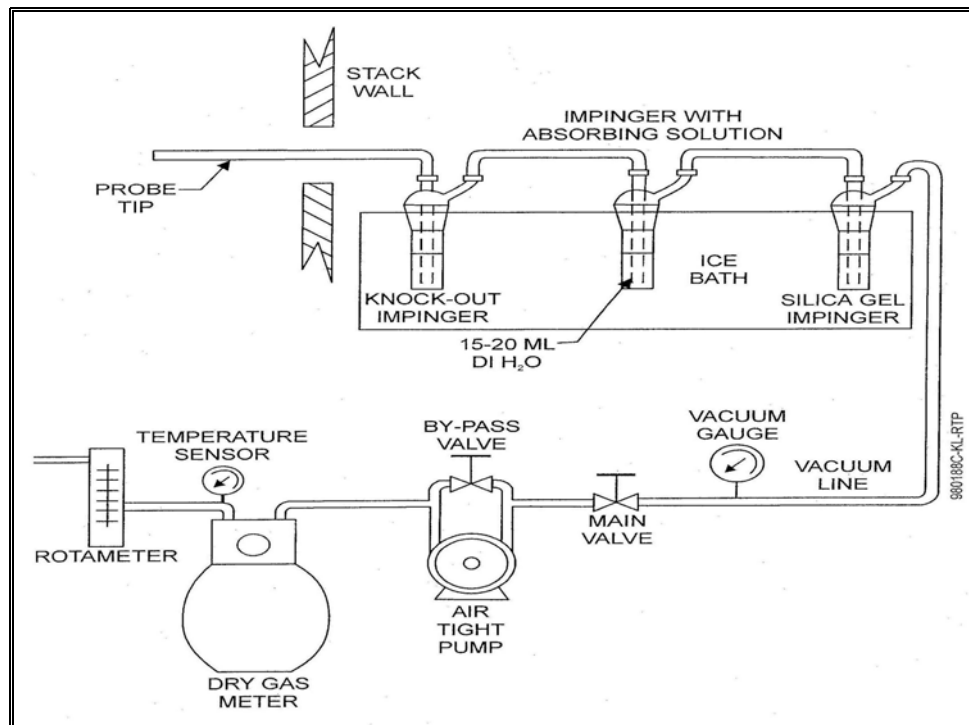 STACK
WALL
IMPINGER WITH
ABSORBING SOLUTION
PROBE
TIP
ICE
BATH
KNOCK-OUT
IMPINGER
SILICA GEL
IMPINGER
15-20 ML
DI H₂O
TEMPERATURE
SENSOR
BY-PASS
VALVE
VACUUM
GAUGE
VACUUM
LINE
MAIN
VALVE
ROTAMETER
AIR
TIGHT
PUMP
DRY GAS
METER
980188C-KL-RTP